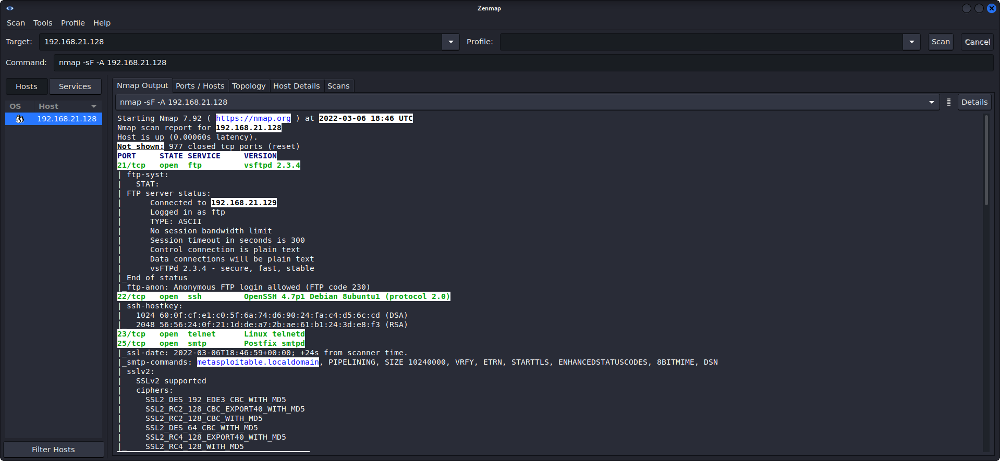 Zenmap
Scan Tools Profile Help
Target: 192.168.21.128 Profile: Scan Cancel
Command: nmap -sF -A 192.168.21.128
Hosts Services
OS Host
192.168.21.128
Filter Hosts
Nmap Output Ports / Hosts Topology Host Details Scans
nmap -sF -A 192.168.21.128 Details
Starting Nmap 7.92 ( https://nmap.org ) at 2022-03-06 18:46 UTC
Nmap scan report for 192.168.21.128
Host is up (0.00060s latency).
Not shown: 977 closed tcp ports (reset)
PORT     STATE SERVICE     VERSION
21/tcp   open  ftp         vsftpd 2.3.4
| ftp-syst:
|   STAT:
| FTP server status:
|      Connected to 192.168.21.129
|      Logged in as ftp
|      TYPE: ASCII
|      No session bandwidth limit
|      Session timeout in seconds is 300
|      Control connection is plain text
|      Data connections will be plain text
|      vsFTPd 2.3.4 - secure, fast, stable
|_End of status
|_ftp-anon: Anonymous FTP login allowed (FTP code 230)
22/tcp   open  ssh         OpenSSH 4.7p1 Debian 8ubuntu1 (protocol 2.0)
| ssh-hostkey:
|   1024 60:0f:cf:e1:c0:5f:6a:74:d6:90:24:fa:c4:d5:6c:cd (DSA)
|_  2048 56:56:24:0f:21:1d:de:a7:2b:ae:61:b1:24:3d:e8:f3 (RSA)
23/tcp   open  telnet      Linux telnetd
25/tcp   open  smtp        Postfix smtpd
|_ssl-date: 2022-03-06T18:46:59+00:00; +24s from scanner time.
|_smtp-commands: metasploitable.localdomain, PIPELINING, SIZE 10240000, VRFY, ETRN, STARTTLS, ENHANCEDSTATUSCODES, 8BITMIME, DSN
| sslv2:
|   SSLv2 supported
|   ciphers:
|     SSL2_DES_192_EDE3_CBC_WITH_MD5
|     SSL2_RC2_128_CBC_EXPORT40_WITH_MD5
|     SSL2_RC2_128_CBC_WITH_MD5
|     SSL2_DES_64_CBC_WITH_MD5
|     SSL2_RC4_128_EXPORT40_WITH_MD5
|_    SSL2_RC4_128_WITH_MD5